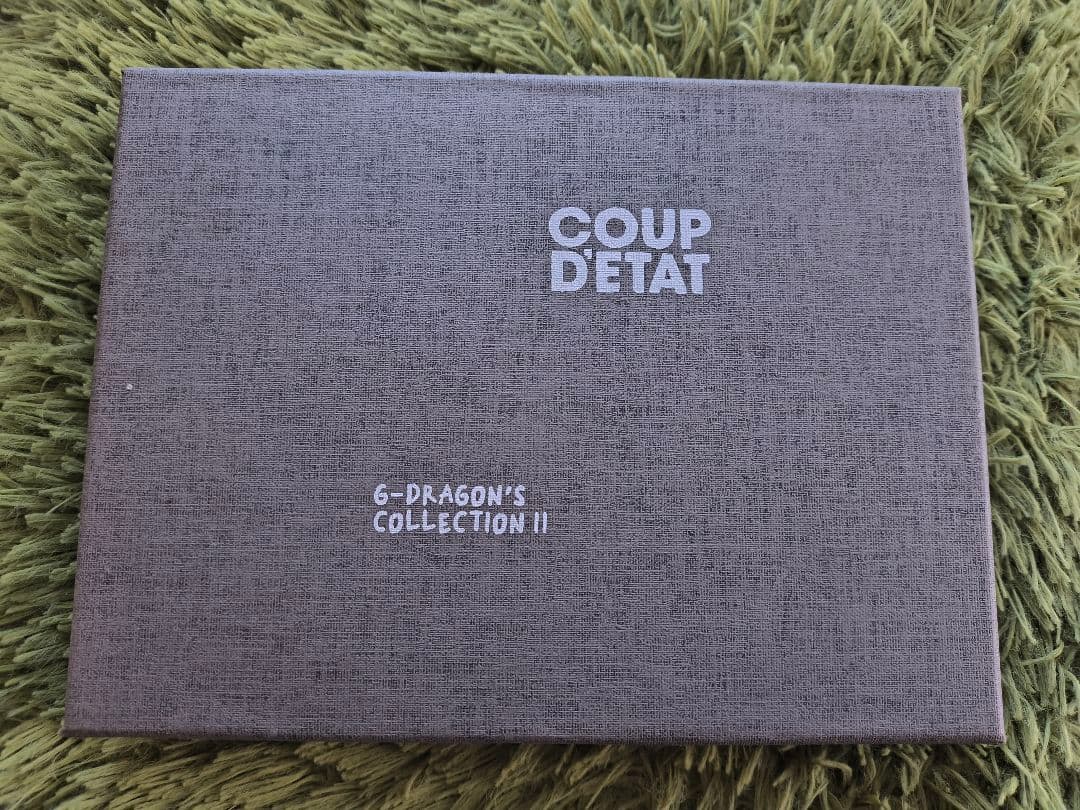 COUP
D'ETAT
G-DRAGON'S
COLLECTION II